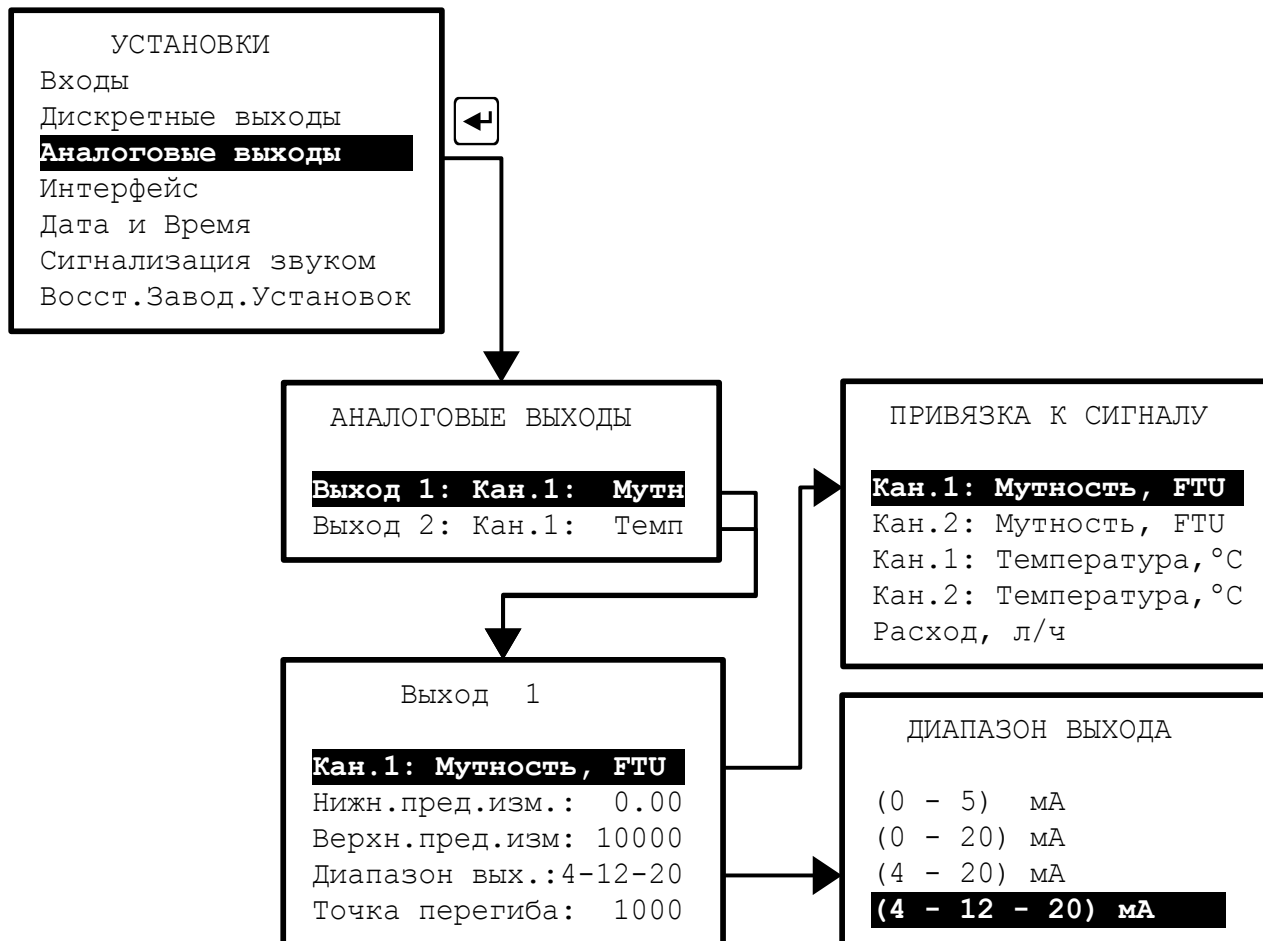 УСТАНОВКИ
Входы
Дискретные выходы
Аналоговые выходы
Интерфейс
Дата и Время
Сигнализация звуком
Восст.Завод.Установок
АНАЛОГОВЫЕ ВЫХОДЫ
Выход 1: Кан.1: Мутн
Выход 2: Кан.1: Темп
ПРИВЯЗКА К СИГНАЛУ
Кан.1: Мутность, FTU
Кан.2: Мутность, FTU
Кан.1: Температура,°C
Кан.2: Температура,°C
Расход, л/ч
Выход 1
Кан.1: Мутность, FTU
Нижн.пред.изм.: 0.00
Верхн.пред.изм: 10000
Диапазон вых.:4-12-20
Точка перегиба: 1000
ДИАПАЗОН ВЫХОДА
(0 - 5) мА
(0 - 20) мА
(4 - 20) мА
(4 - 12 - 20) мА